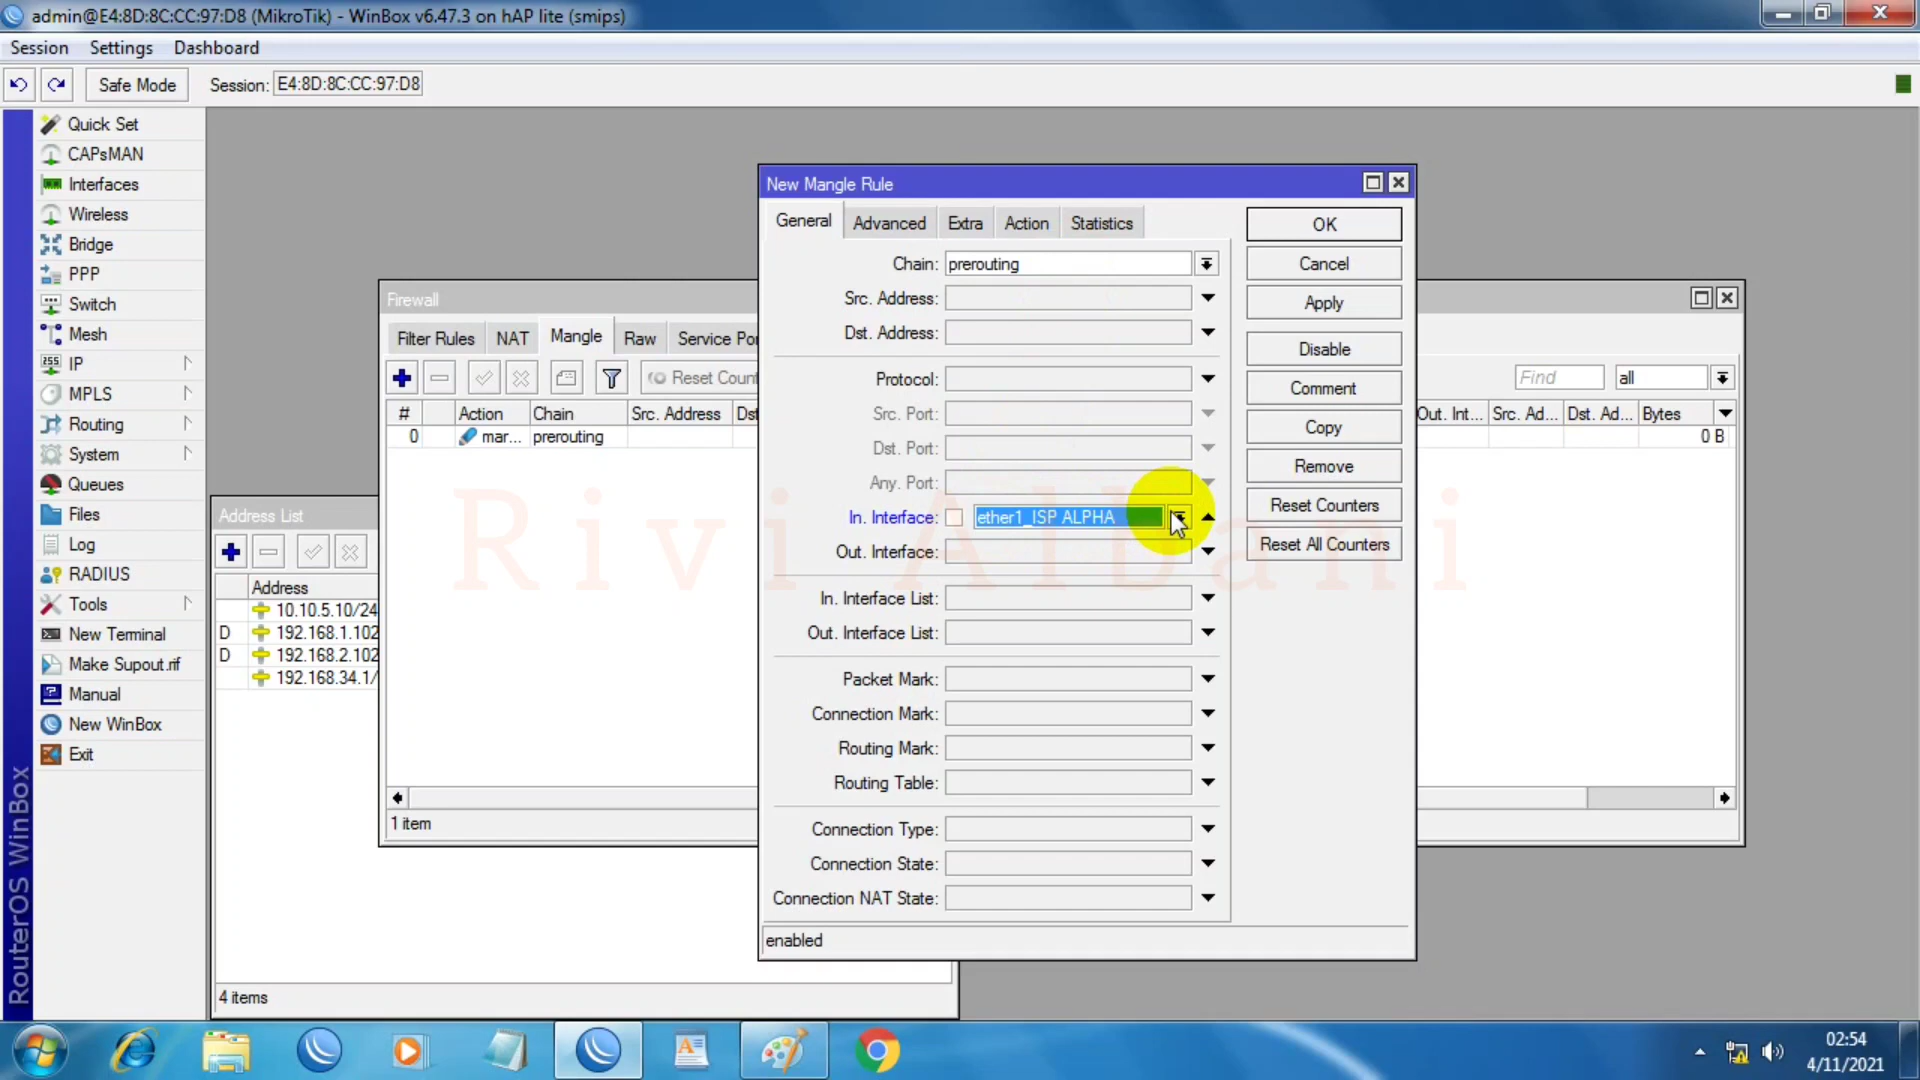 admin@E4:8D:8C:CC:97:D8 (MikroTik) - WinBox v6.47.3 on hAP lite (smips)
Session Settings Dashboard
Safe Mode Session: E4:8D:8C:CC:97:D8
Quick Set
CAPsMAN
Interfaces
Wireless
Bridge
PPP
Switch
Mesh
IP
MPLS
Routing
System
Queues
Files
Log
RADIUS
Tools
New Terminal
Make Supout.rif
Manual
New WinBox
Exit
RouterOS WinBox
Firewall
Filter Rules NAT Mangle Raw Service Por
Reset Count
Find all
# Action Chain Src. Address Dst
Out. Int... Src. Ad... Dst. Ad... Bytes
0 mar... prerouting 0 B
1 item
Address List
Address
10.10.5.10/24
D 192.168.1.102
D 192.168.2.102
192.168.34.1/
4 items
New Mangle Rule
General Advanced Extra Action Statistics
Chain: prerouting
Src. Address:
Dst. Address:
Protocol:
Src. Port:
Dst. Port:
Any. Port:
In. Interface: ether1_ISP ALPHA
Out. Interface:
In. Interface List:
Out. Interface List:
Packet Mark:
Connection Mark:
Routing Mark:
Routing Table:
Connection Type:
Connection State:
Connection NAT State:
enabled
OK
Cancel
Apply
Disable
Comment
Copy
Remove
Reset Counters
Reset All Counters
Rivi Albani
02:54
4/11/2021